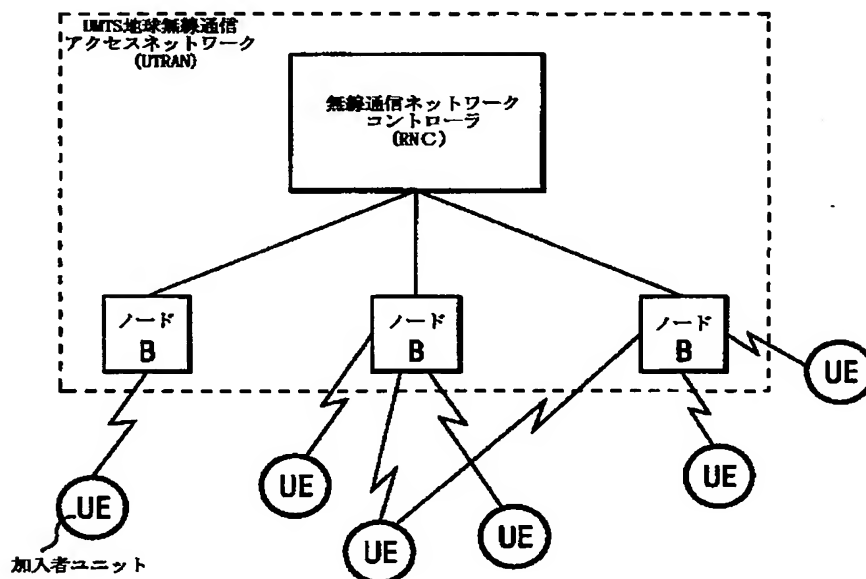 UMTS地球無線通信
アクセスネットワーク
(UTRAN)
無線通信ネットワーク
コントローラ
(RNC)
ノード
B
ノード
B
ノード
B
UE
UE
UE
UE
UE
UE
加入者ユニット